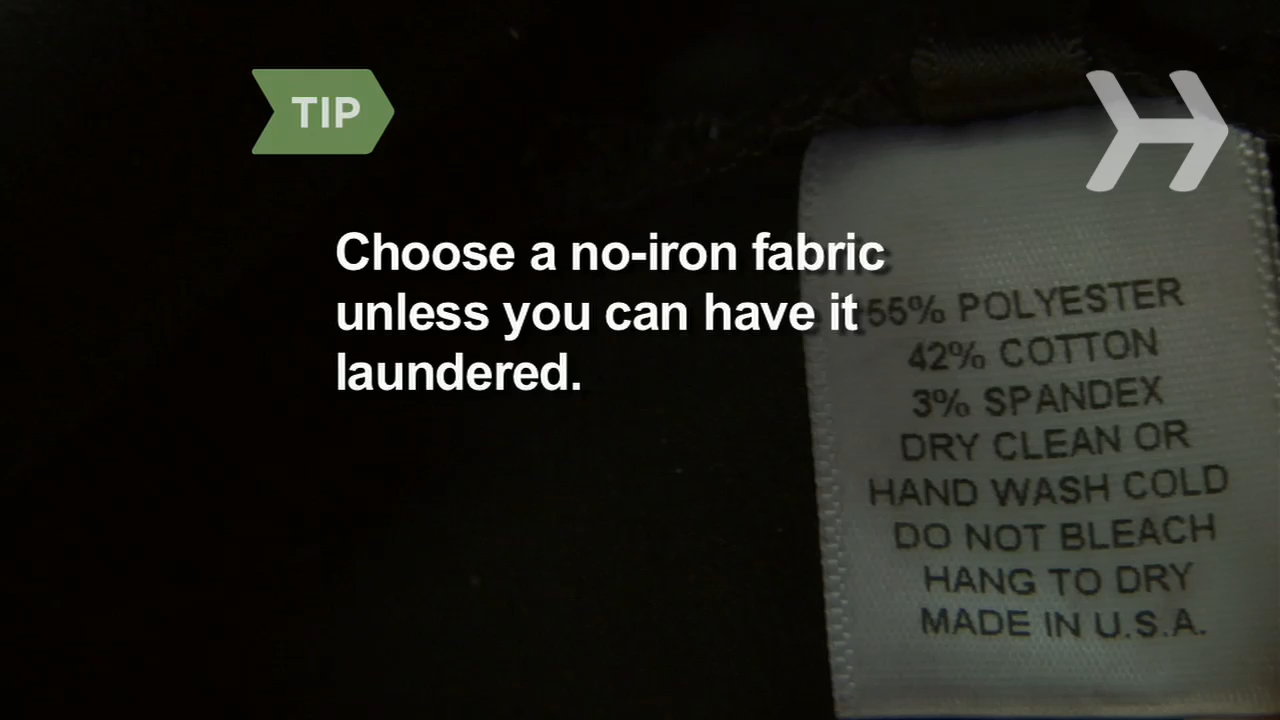 TIP
Choose a no-iron fabric
unless you can have it
laundered.
55% POLYESTER
42% COTTON
3% SPANDEX
DRY CLEAN OR
HAND WASH COLD
DO NOT BLEACH
HANG TO DRY
MADE IN U.S.A.